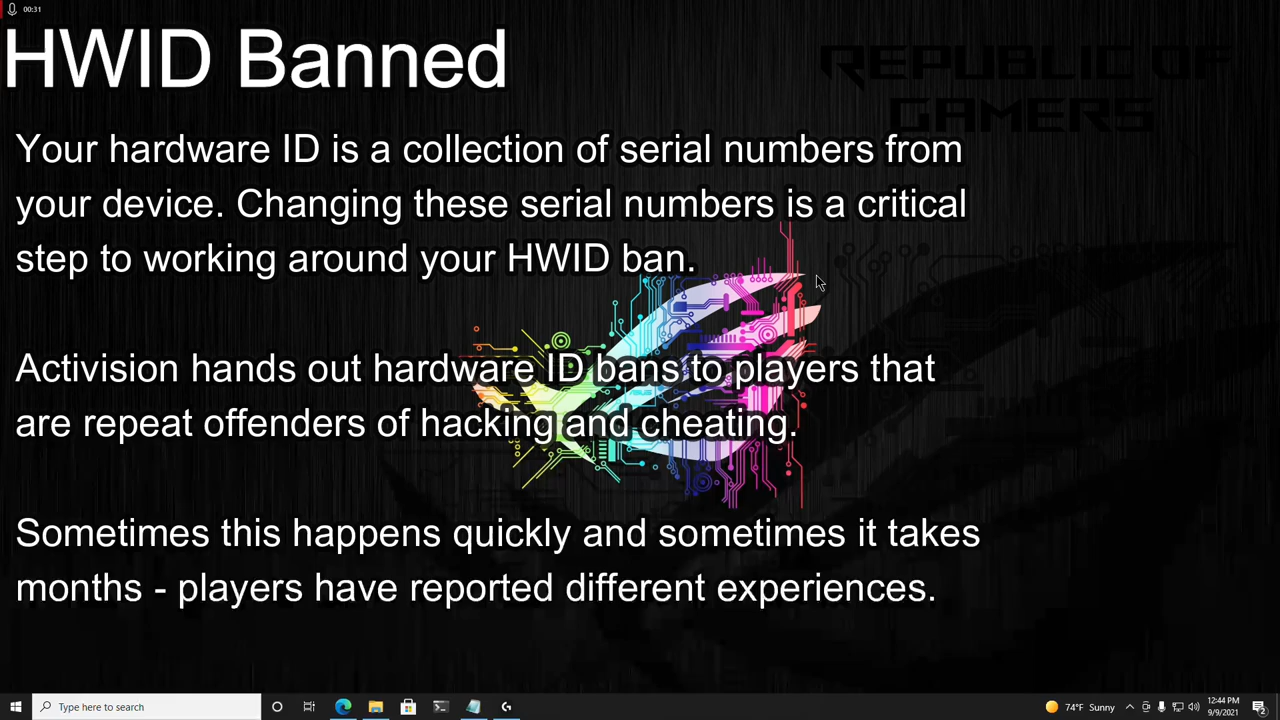 00:31
HWID Banned
REPUBLIC OF
GAMERS
Your hardware ID is a collection of serial numbers from
your device. Changing these serial numbers is a critical
step to working around your HWID ban.
Activision hands out hardware ID bans to players that
are repeat offenders of hacking and cheating.
Sometimes this happens quickly and sometimes it takes
months - players have reported different experiences.
Type here to search
74°F Sunny
12:44 PM
9/9/2021
2